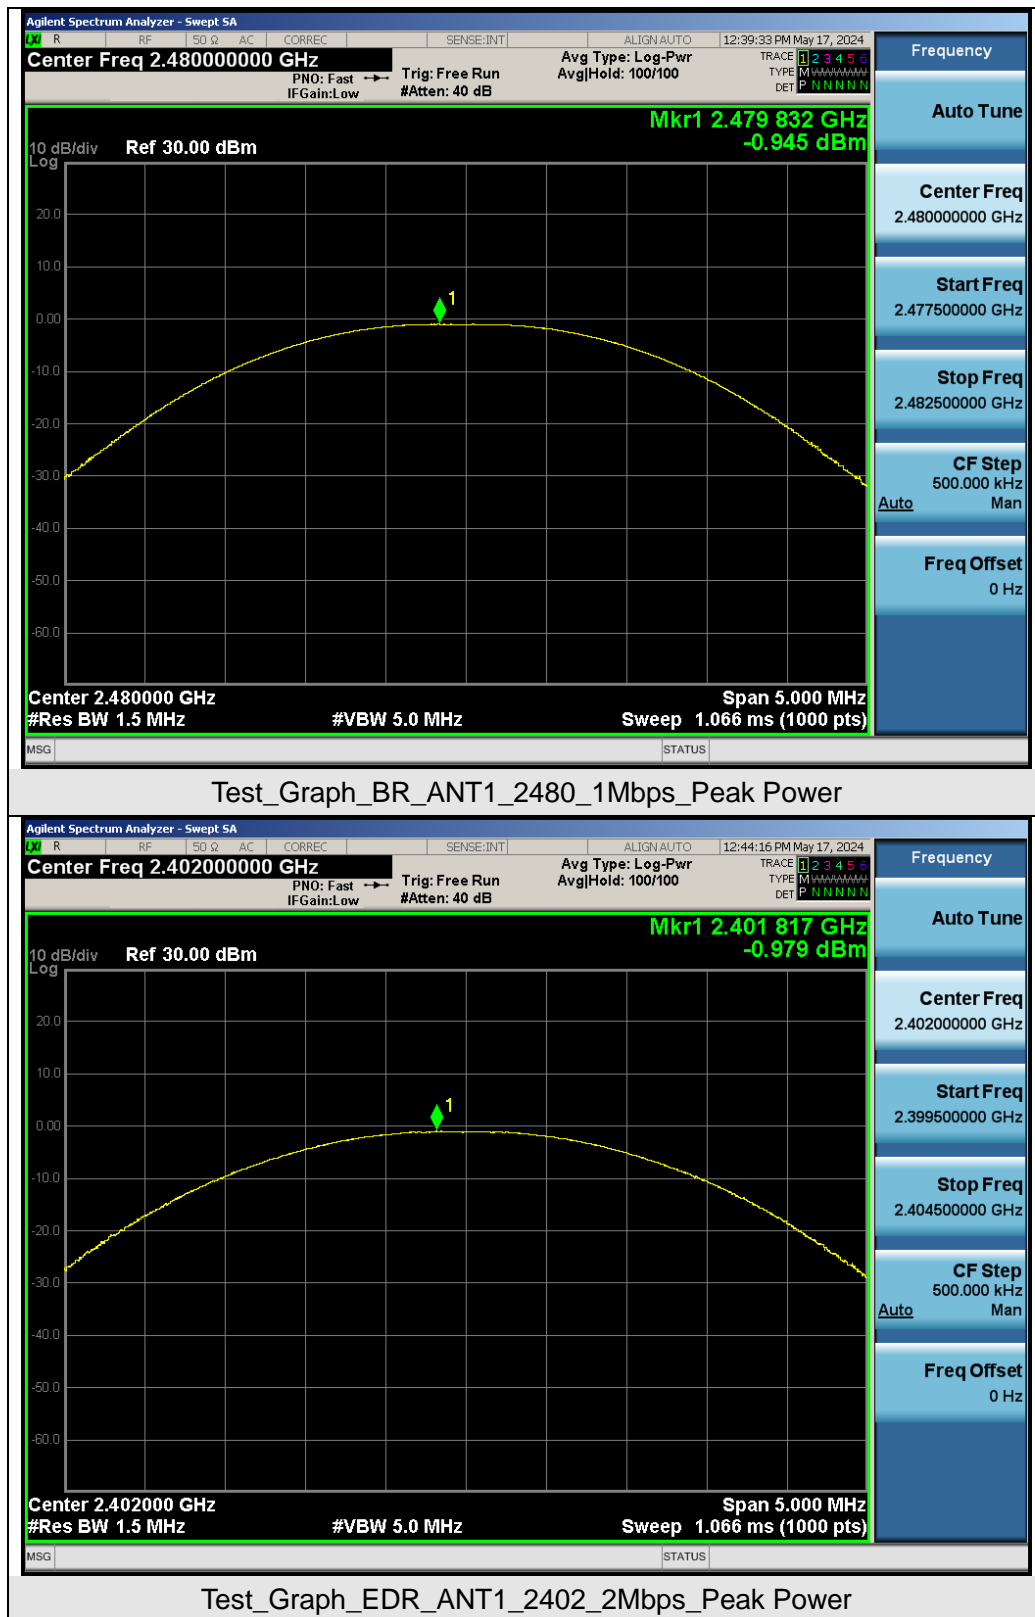 Agilent Spectrum Analyzer - Swept SA
LXI R RF 50 Ω AC CORREC SENSE:INT ALIGN AUTO 12:39:33 PM May 17, 2024
Center Freq 2.480000000 GHz
PNO: Fast
IFGain:Low
Trig: Free Run
#Atten: 40 dB
Avg Type: Log-Pwr
Avg|Hold: 100/100
TRACE 1 2 3 4 5 6
TYPE M WWWWW
DET P N N N N N
Mkr1 2.479 832 GHz
-0.945 dBm
10 dB/div Ref 30.00 dBm
Log
20.0
10.0
0.00
-10.0
-20.0
-30.0
-40.0
-50.0
-60.0
1
Center 2.480000 GHz Span 5.000 MHz
#Res BW 1.5 MHz #VBW 5.0 MHz Sweep 1.066 ms (1000 pts)
MSG STATUS
Frequency
Auto Tune
Center Freq
2.480000000 GHz
Start Freq
2.477500000 GHz
Stop Freq
2.482500000 GHz
CF Step
500.000 kHz
Auto Man
Freq Offset
0 Hz
Test_Graph_BR_ANT1_2480_1Mbps_Peak Power
Agilent Spectrum Analyzer - Swept SA
LXI R RF 50 Ω AC CORREC SENSE:INT ALIGN AUTO 12:44:16 PM May 17, 2024
Center Freq 2.402000000 GHz
PNO: Fast
IFGain:Low
Trig: Free Run
#Atten: 40 dB
Avg Type: Log-Pwr
Avg|Hold: 100/100
TRACE 1 2 3 4 5 6
TYPE M WWWWW
DET P N N N N N
Mkr1 2.401 817 GHz
-0.979 dBm
10 dB/div Ref 30.00 dBm
Log
20.0
10.0
0.00
-10.0
-20.0
-30.0
-40.0
-50.0
-60.0
1
Center 2.402000 GHz Span 5.000 MHz
#Res BW 1.5 MHz #VBW 5.0 MHz Sweep 1.066 ms (1000 pts)
MSG STATUS
Frequency
Auto Tune
Center Freq
2.402000000 GHz
Start Freq
2.399500000 GHz
Stop Freq
2.404500000 GHz
CF Step
500.000 kHz
Auto Man
Freq Offset
0 Hz
Test_Graph_EDR_ANT1_2402_2Mbps_Peak Power